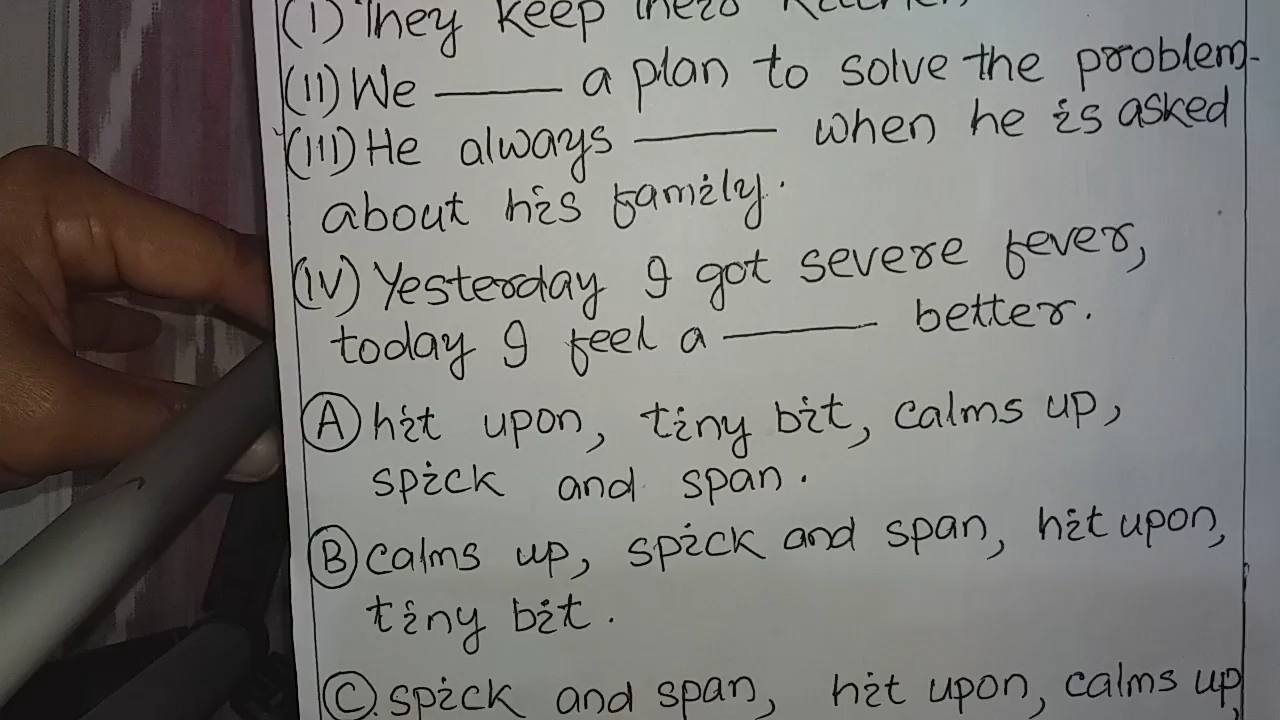 (I) They keep their kitchen
(II) We ——— a plan to solve the problem.
(III) He always ——— when he is asked
about his family.
(IV) Yesterday I got severe fever,
today I feel a ——— better.
(A) hit upon, tiny bit, calms up,
spick and span.
(B) calms up, spick and span, hit upon,
tiny bit.
(C). spick and span, hit upon, calms up,